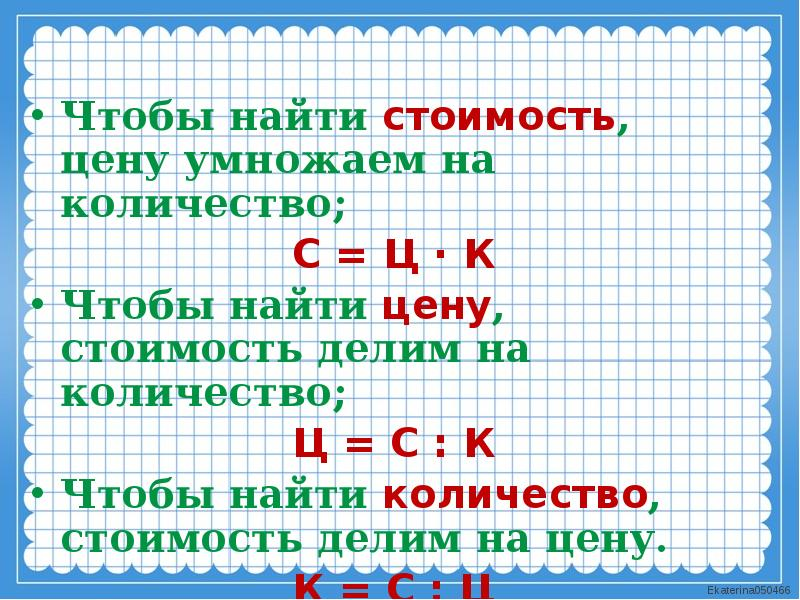 • Чтобы найти стоимость,
цену умножаем на
количество;
С = Ц · К
• Чтобы найти цену,
стоимость делим на
количество;
Ц = С : К
• Чтобы найти количество,
стоимость делим на цену.
К = С : Ц
Ekaterina050466